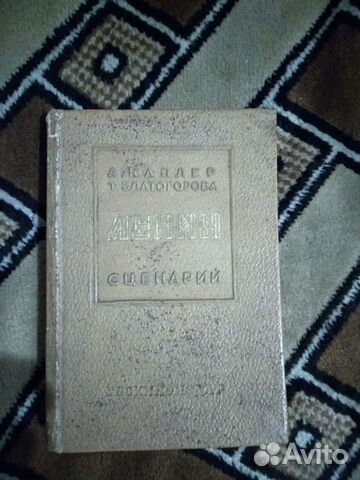 А. КАПЛЕР
Т. ЗЛАТОГОРОВА
ЛЕНИН
СЦЕНАРИЙ
Avito